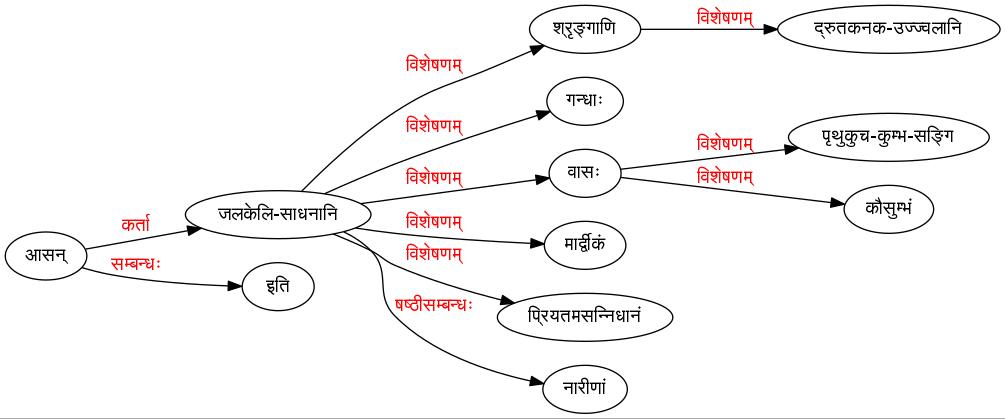 शृङ्गाणि
विशेषणम्
द्रुतकनक-उज्ज्वलानि
विशेषणम्
गन्धाः
विशेषणम्
पृथुकुच-कुम्भ-सङ्गि
विशेषणम्
वासः
विशेषणम्
विशेषणम्
कौसुम्भं
जलकेलि-साधनानि
कर्ता
विशेषणम्
मार्द्वीकं
आसन्
विशेषणम्
सम्बन्धः
इति
षष्ठीसम्बन्धः
प्रियतमसन्निधानं
नारीणां